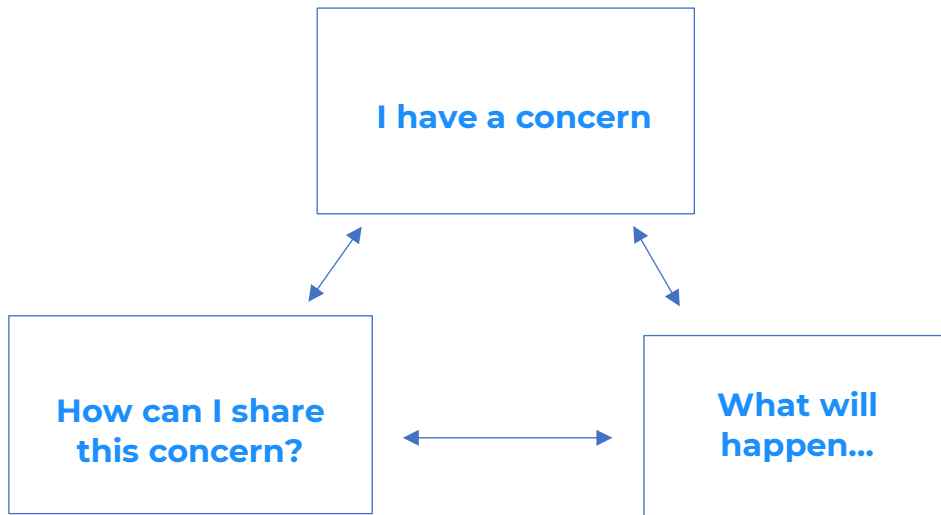 I have a concern
How can I share
this concern?
What will
happen...